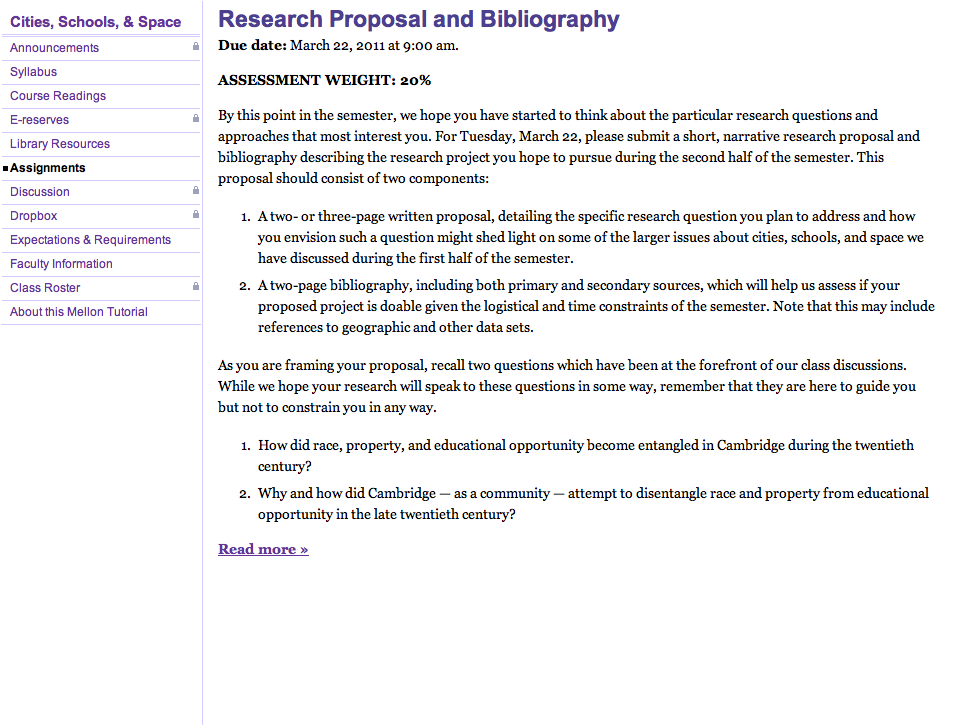 Cities, Schools, & Space
Announcements
Syllabus
Course Readings
E-reserves
Library Resources
Assignments
Discussion
Dropbox
Expectations & Requirements
Faculty Information
Class Roster
About this Mellon Tutorial
Research Proposal and Bibliography
Due date: March 22, 2011 at 9:00 am.
ASSESSMENT WEIGHT: 20%
By this point in the semester, we hope you have started to think about the particular research questions and
approaches that most interest you. For Tuesday, March 22, please submit a short, narrative research proposal and
bibliography describing the research project you hope to pursue during the second half of the semester. This
proposal should consist of two components:
1. A two- or three-page written proposal, detailing the specific research question you plan to address and how
you envision such a question might shed light on some of the larger issues about cities, schools, and space we
have discussed during the first half of the semester.
2. A two-page bibliography, including both primary and secondary sources, which will help us assess if your
proposed project is doable given the logistical and time constraints of the semester. Note that this may include
references to geographic and other data sets.
As you are framing your proposal, recall two questions which have been at the forefront of our class discussions.
While we hope your research will speak to these questions in some way, remember that they are here to guide you
but not to constrain you in any way.
1. How did race, property, and educational opportunity become entangled in Cambridge during the twentieth
century?
2. Why and how did Cambridge — as a community — attempt to disentangle race and property from educational
opportunity in the late twentieth century?
Read more »